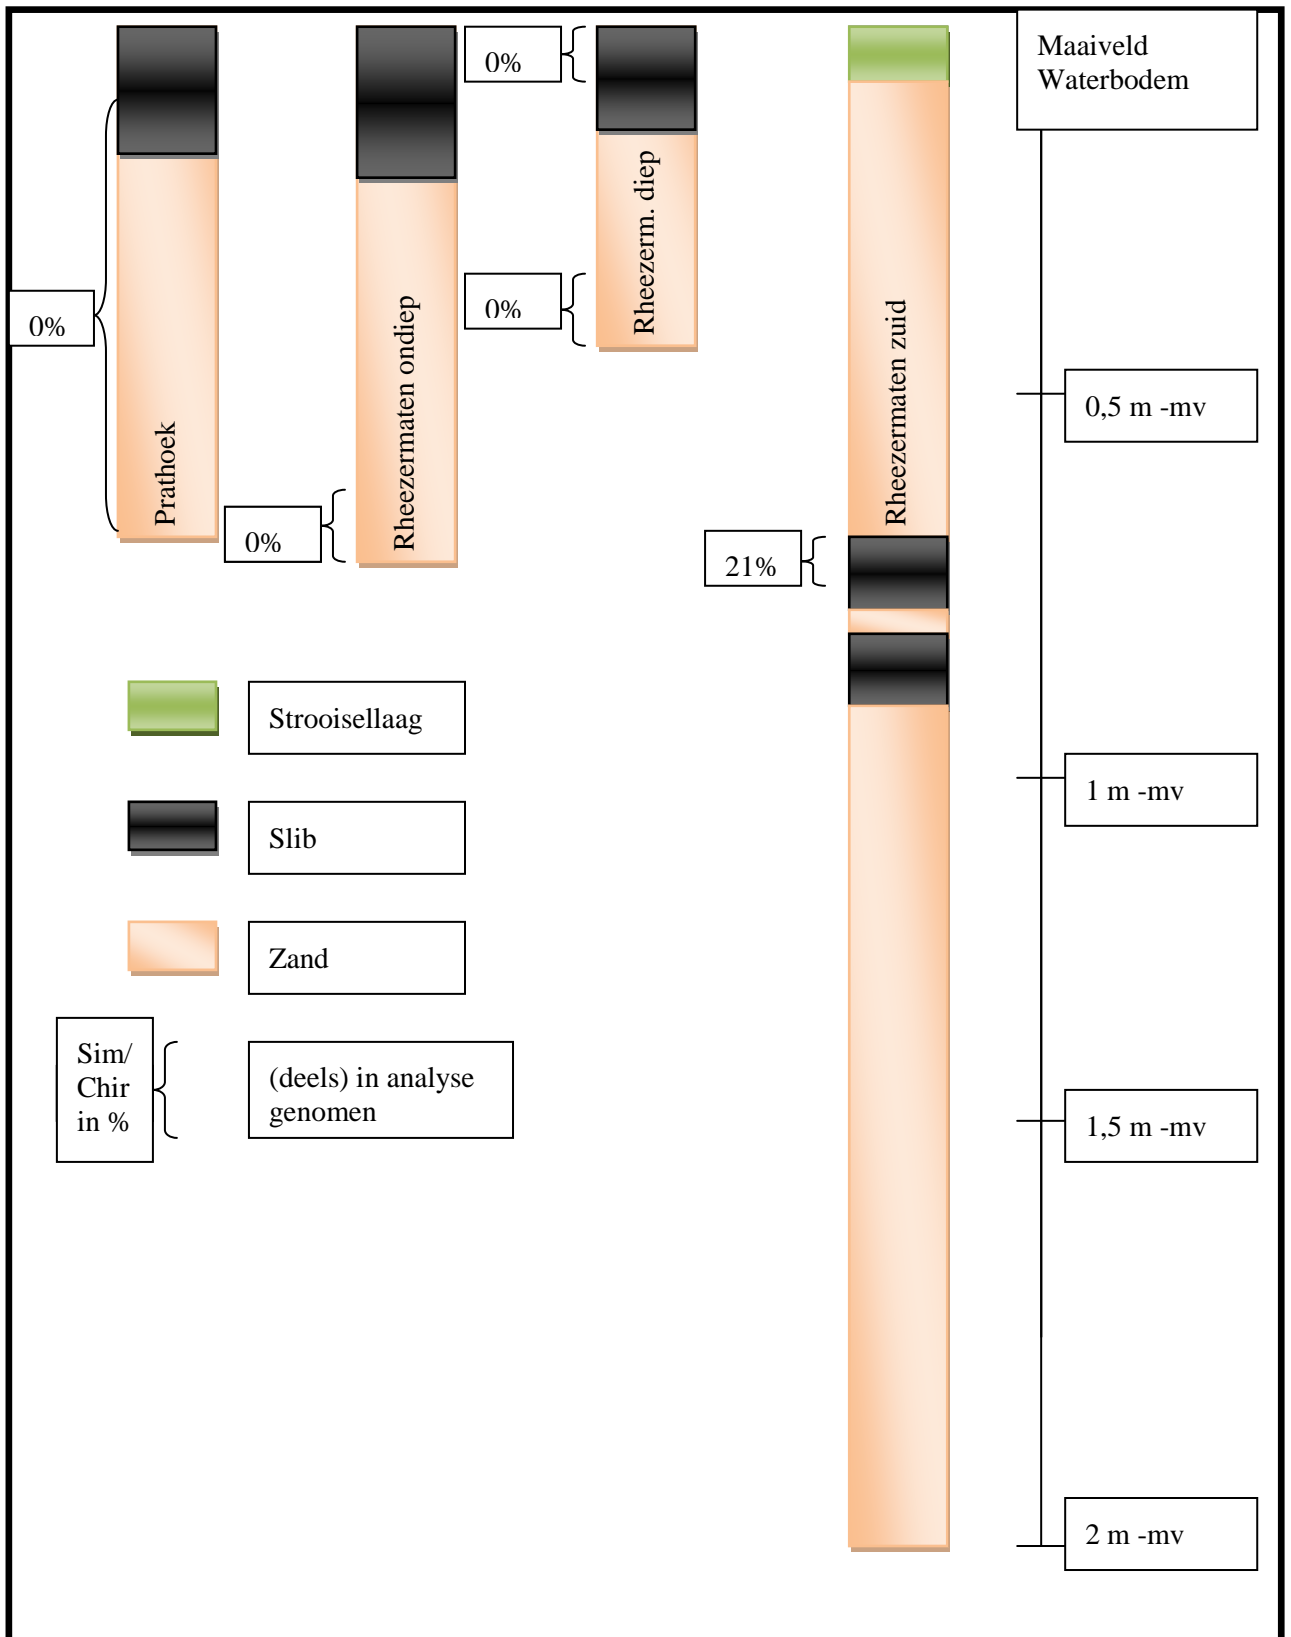 Maaiveld
Waterbodem
0%
0%
0%
0%
21%
Prathoek
Rheezermaten ondiep
Rheezerm. diep
Rheezermaten zuid
0,5 m -mv
1 m -mv
1,5 m -mv
2 m -mv
Strooisellaag
Slib
Zand
Sim/
Chir
in %
(deels) in analyse
genomen